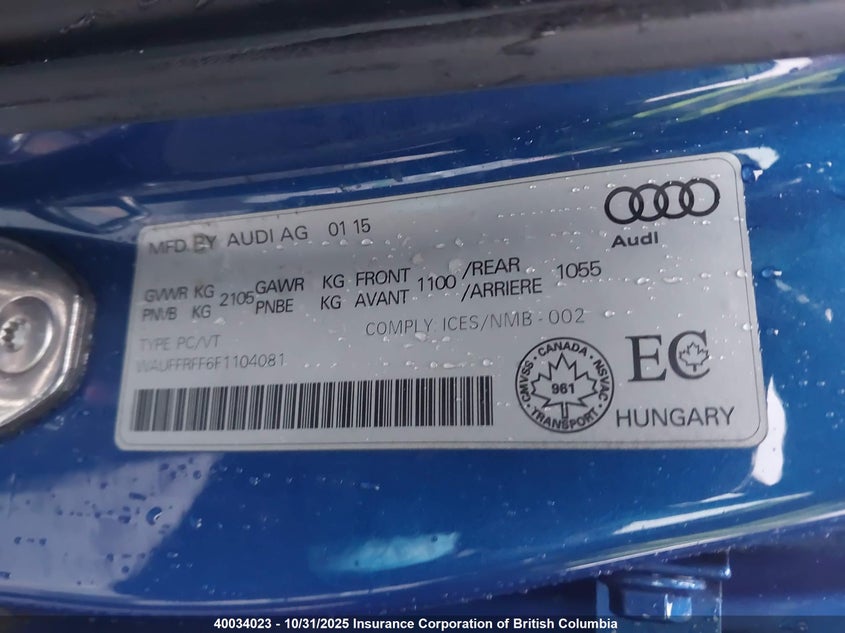 MFD.BY AUDI AG 01 15
Audi
GVWR KG 2105 GAWR KG FRONT 1100 /REAR 1055
PNVB KG PNBE KG AVANT /ARRIERE
COMPLY ICES/NMB-002
TYPE PC/VT
WAUFFRFF6F1104081
CMVSS · CANADA · NSVAC
961
TRANSPORT
EC
HUNGARY
40034023 - 10/31/2025 Insurance Corporation of British Columbia